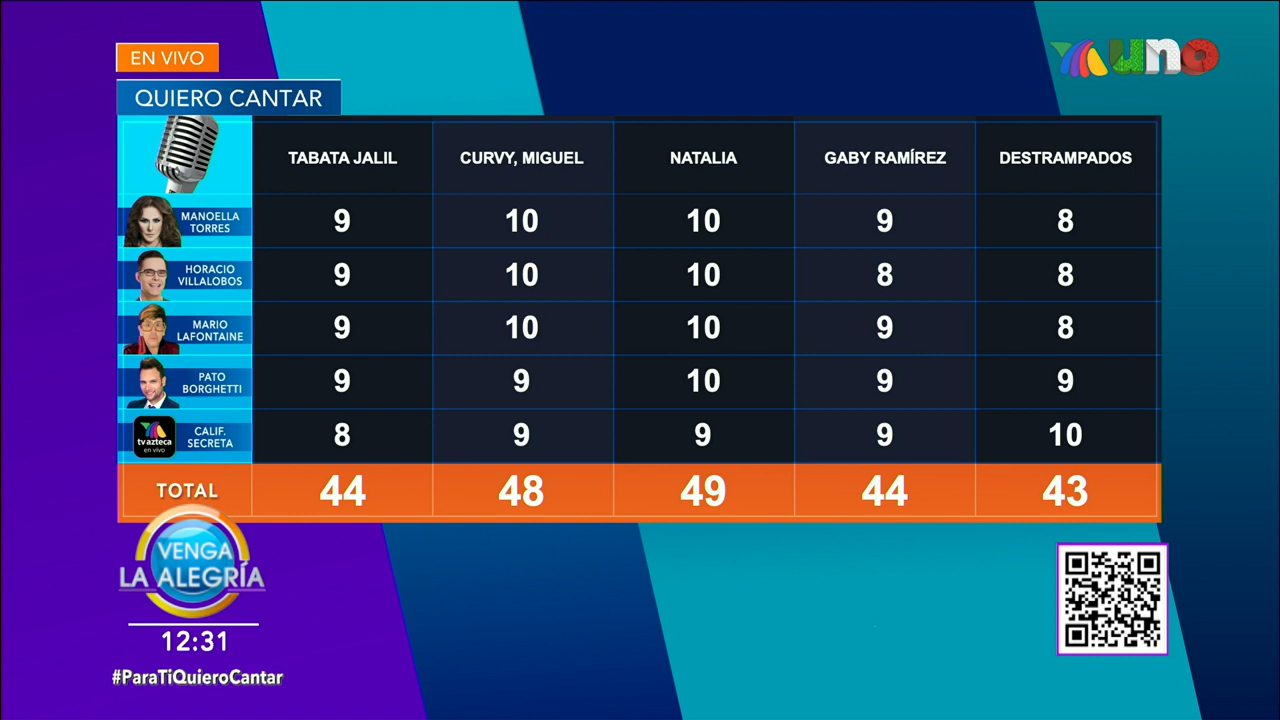 EN VIVO
uno
QUIERO CANTAR
TABATA JALIL CURVY, MIGUEL NATALIA GABY RAMÍREZ DESTRAMPADOS
MANOELLA
TORRES
9 10 10 9 8
HORACIO
VILLALOBOS
9 10 10 8 8
MARIO
LAFONTAINE
9 10 10 9 8
PATO
BORGHETTI
9 9 10 9 9
tv azteca
en vivo
CALIF.
SECRETA
8 9 9 9 10
TOTAL 44 48 49 44 43
VENGA
LA ALEGRÍA
12:31
#ParaTiQuieroCantar